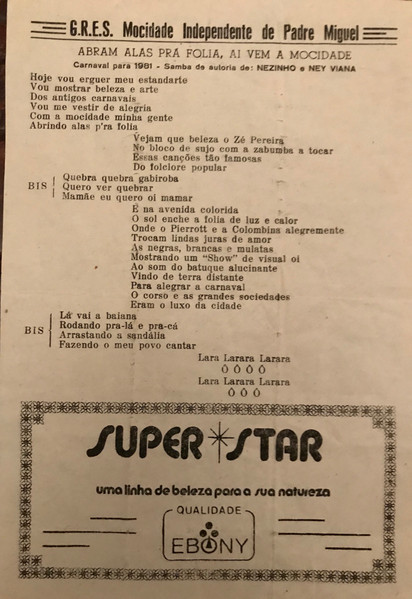 G.R.E.S. Mocidade Independente de Padre Miguel
ABRAM ALAS PRÁ FOLIA, AI VEM A MOCIDADE
Carnaval para 1981 - Samba de autoria de: NEZINHO e NEY VIANA
Hoje vou erguer meu estandarte
Vou mostrar beleza e arte
Dos antigos carnavais
Vou me vestir de alegria
Com a mocidade minha gente
Abrindo alas p'ra folia
Vejam que beleza o Zé Pereira
No bloco de sujo com a zabumba a tocar
Essas canções tão famosas
Do folclore popular
BIS
Quebra quebra gabiroba
Quero ver quebrar
Mamãe eu quero oi mamar
E na avenida colorida
O sol enche a folia de luz e calor
Onde o Pierrott e a Colombina alegremente
Trocam lindas juras de amor
As negras, brancas e mulatas
Mostrando um "Show" de visual oi
Ao som do batuque alucinante
Vindo de terra distante
Para alegrar a carnaval
O corso e as grandes sociedades
Eram o luxo da cidade
BIS
Lá vai a baiana
Rodando pra-lá e pra-cá
Arrastando a sandália
Fazendo o meu povo cantar
Lara Larara Larara
Ô Ô Ô Ô
Lara Larara Larara
Ô Ô Ô
SUPER STAR
uma linha de beleza para a sua natureza
QUALIDADE
EBONY